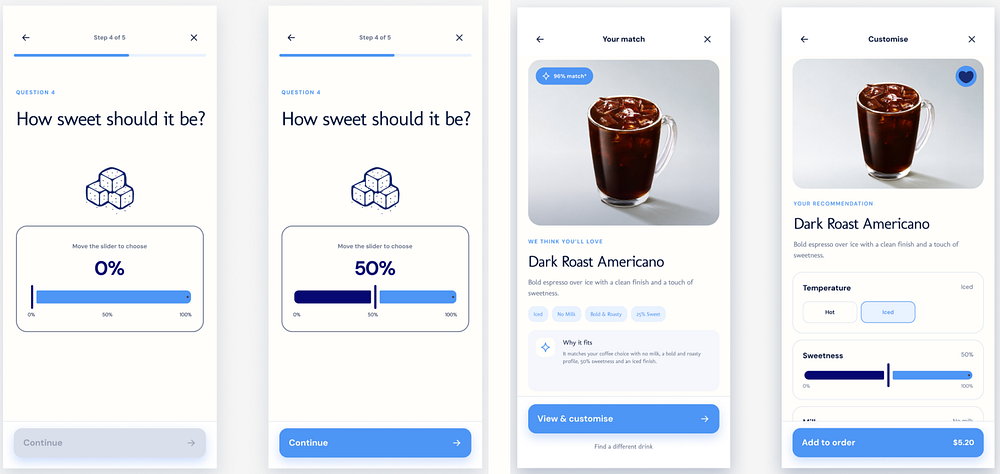 Step 4 of 5
QUESTION 4
How sweet should it be?
Move the slider to choose
0%
0%
50%
100%
Continue
Step 4 of 5
QUESTION 4
How sweet should it be?
Move the slider to choose
50%
0%
50%
100%
Continue
Your match
96% match*
WE THINK YOU'LL LOVE
Dark Roast Americano
Bold espresso over ice with a clean finish and a touch of
sweetness.
Iced
No Milk
Bold & Roasty
25% Sweet
Why it fits
It matches your coffee choice with no milk, a bold and roasty
profile, 50% sweetness and an iced finish.
View & customise
Find a different drink
Customise
YOUR RECOMMENDATION
Dark Roast Americano
Bold espresso over ice with a clean finish and a touch of
sweetness.
Temperature
Iced
Hot
Iced
Sweetness
50%
0%
100%
Milk
No milk
Add to order
$5.20